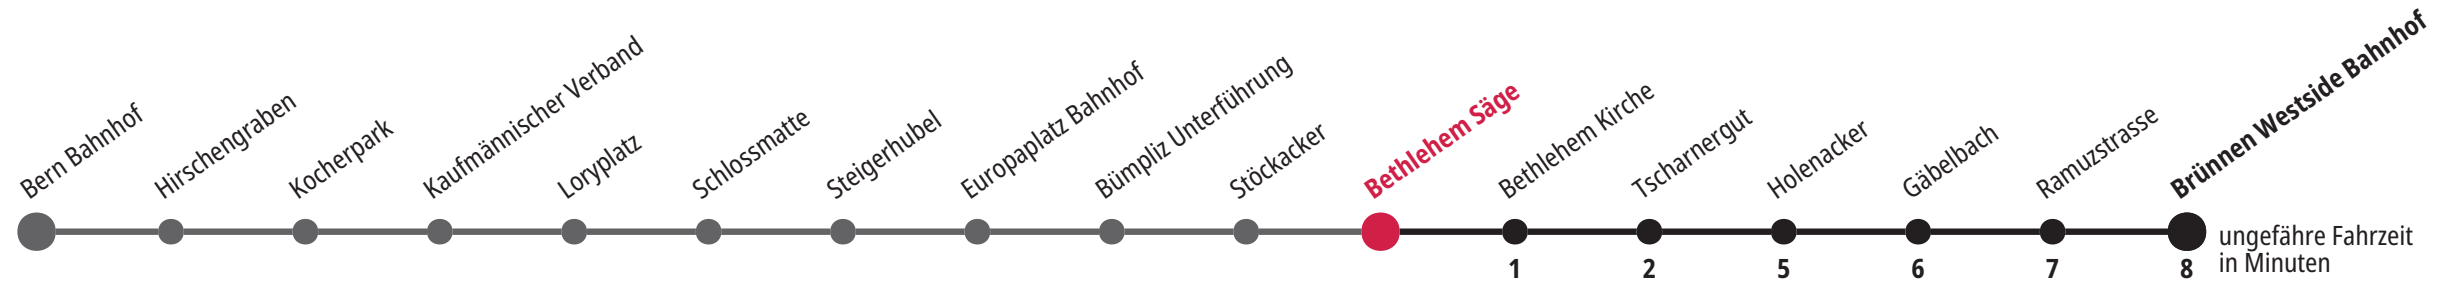 Bern Bahnhof
Hirschengraben
Kocherpark
Kaufmännischer Verband
Loryplatz
Schlossmatte
Steigerhubel
Europaplatz Bahnhof
Bümpliz Unterführung
Stöckacker
Bethlehem Säge
Bethlehem Kirche
Tscharnergut
Holenacker
Gäbelbach
Ramuzstrasse
Brünnen Westside Bahnhof
1 2 5 6 7 8
ungefähre Fahrzeit
in Minuten